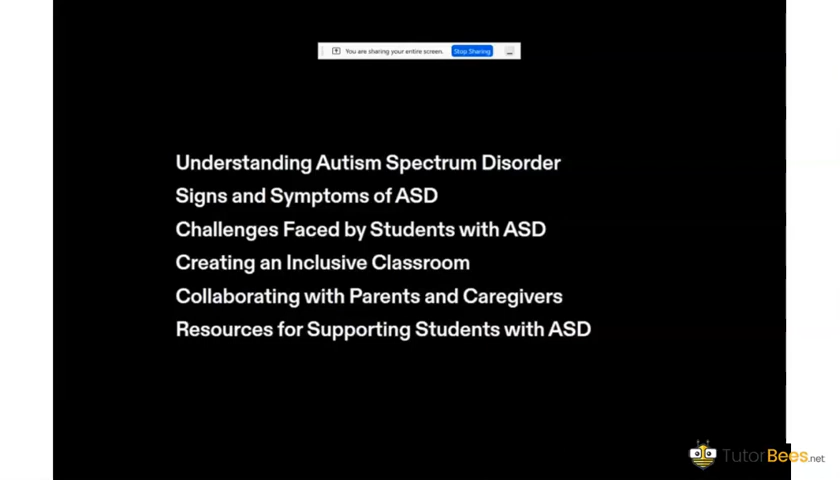 You are sharing your entire screen.
Stop Sharing
Understanding Autism Spectrum Disorder
Signs and Symptoms of ASD
Challenges Faced by Students with ASD
Creating an Inclusive Classroom
Collaborating with Parents and Caregivers
Resources for Supporting Students with ASD
TutorBees.net